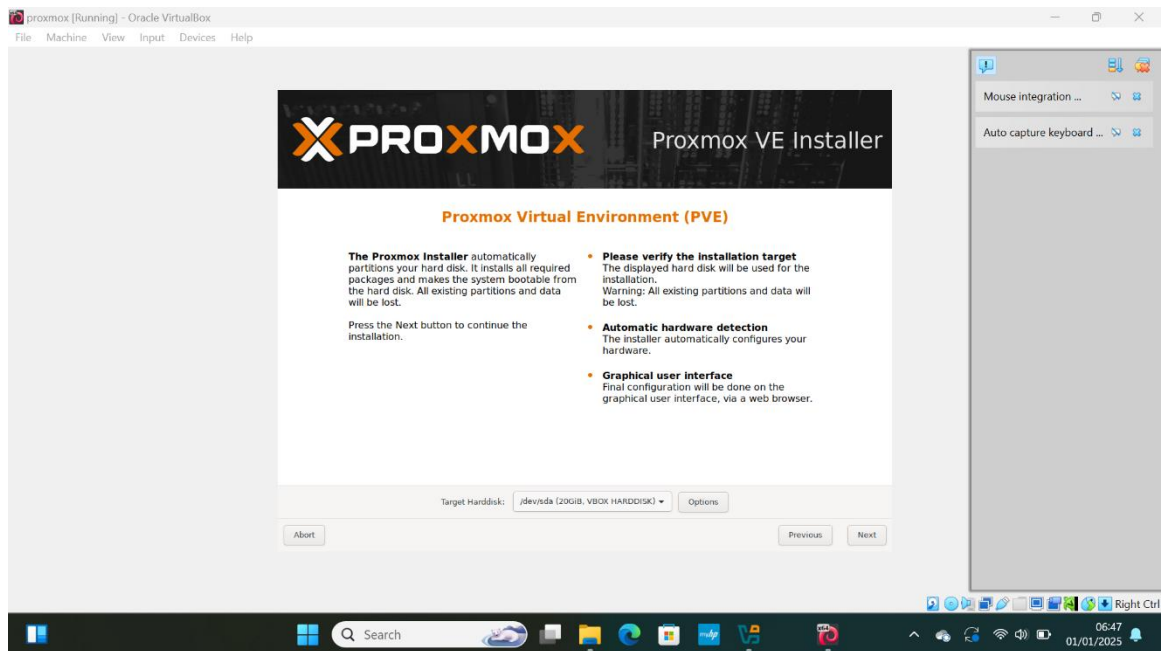 proxmox [Running] - Oracle VirtualBox
File Machine View Input Devices Help
Mouse integration ...
Auto capture keyboard ...
PROXMOX
Proxmox VE Installer
Proxmox Virtual Environment (PVE)
The Proxmox Installer automatically
partitions your hard disk. It installs all required
packages and makes the system bootable from
the hard disk. All existing partitions and data
will be lost.
Press the Next button to continue the
installation.
Please verify the installation target
The displayed hard disk will be used for the
installation.
Warning: All existing partitions and data will
be lost.
Automatic hardware detection
The installer automatically configures your
hardware.
Graphical user interface
Final configuration will be done on the
graphical user interface, via a web browser.
Target Harddisk: /dev/sda (20GiB, VBOX HARDDISK) Options
Abort Previous Next
Right Ctrl
Search
06:47
01/01/2025